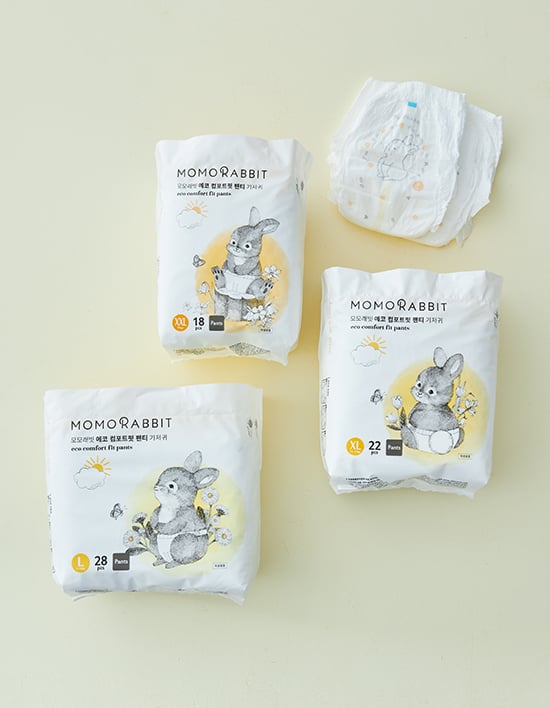 MOMORABBIT
모모래빗 에코 컴포트핏 팬티 기저귀
eco comfort fit pants
XXL
18
pcs
Pants
MOMORABBIT
모모래빗 에코 컴포트핏 팬티 기저귀
eco comfort fit pants
XL
22
pcs
Pants
MOMORABBIT
모모래빗 에코 컴포트핏 팬티 기저귀
eco comfort fit pants
L
28
pcs
Pants